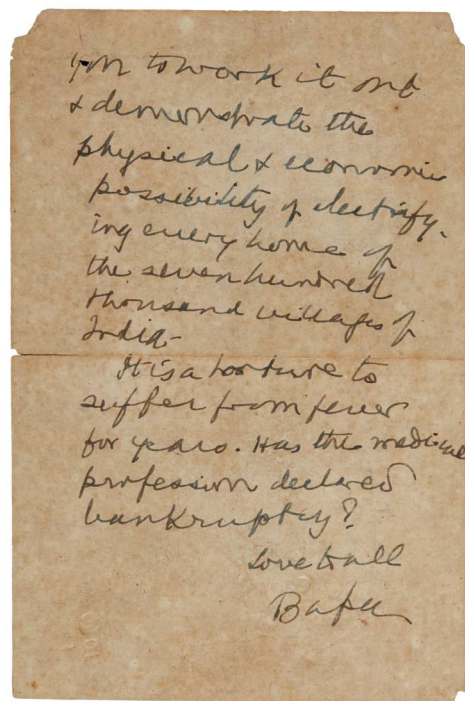 you to work it out
& demonstrate the
physical & economic
possibility of electrify-
ing every home of
the seven hundred
thousand villages of
India.
It is a torture to
suffer from fever
for years. Has the medical
profession declared
bankruptcy?
Love to all
Bapu